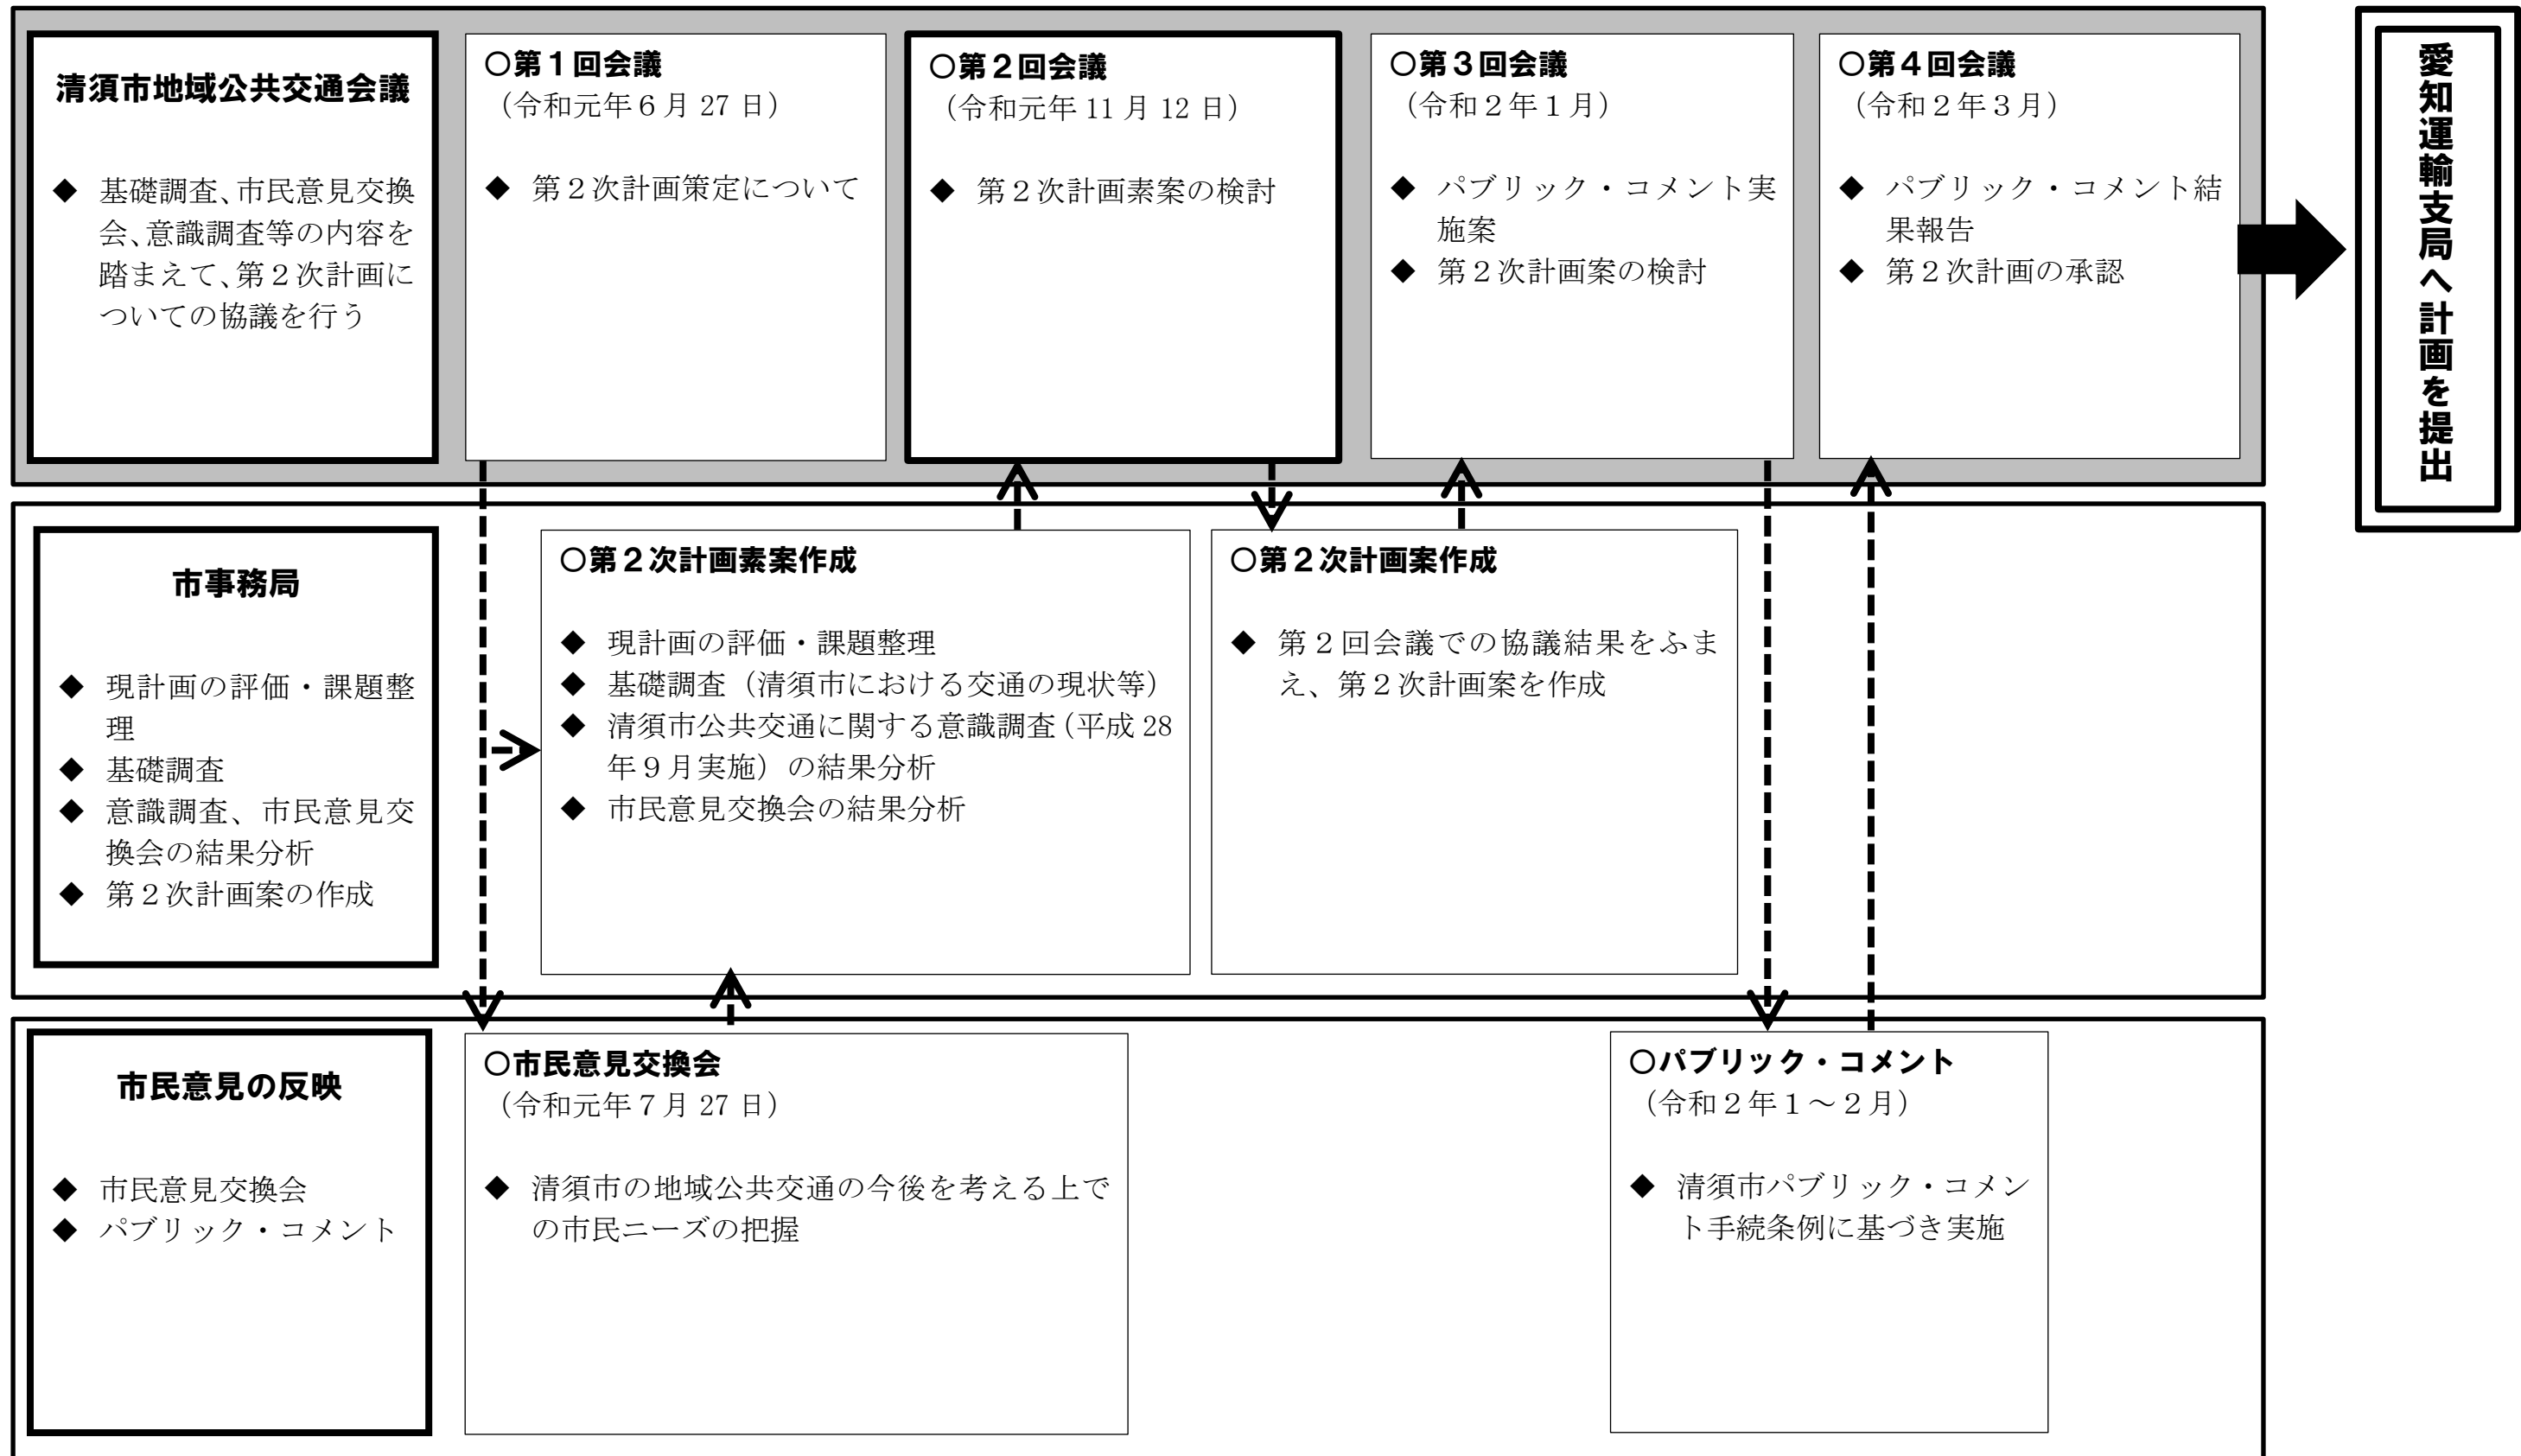 清須市地域公共交通会議
◆ 基礎調査、市民意見交換
会、意識調査等の内容を
踏まえて、第２次計画に
ついての協議を行う
○第１回会議
（令和元年６月 27 日）
◆ 第２次計画策定について
○第２回会議
（令和元年 11 月 12 日）
◆ 第２次計画素案の検討
○第３回会議
（令和２年１月）
◆ パブリック・コメント実
施案
◆ 第２次計画案の検討
○第４回会議
（令和２年３月）
◆ パブリック・コメント結
果報告
◆ 第２次計画の承認
愛知運輸支局へ計画を提出
市事務局
◆ 現計画の評価・課題整
理
◆ 基礎調査
◆ 意識調査、市民意見交
換会の結果分析
◆ 第２次計画案の作成
○第２次計画素案作成
◆ 現計画の評価・課題整理
◆ 基礎調査（清須市における交通の現状等）
◆ 清須市公共交通に関する意識調査（平成 28
年９月実施）の結果分析
◆ 市民意見交換会の結果分析
○第２次計画案作成
◆ 第２回会議での協議結果をふま
え、第２次計画案を作成
市民意見の反映
◆ 市民意見交換会
◆ パブリック・コメント
○市民意見交換会
（令和元年７月 27 日）
◆ 清須市の地域公共交通の今後を考える上で
の市民ニーズの把握
○パブリック・コメント
（令和２年１～２月）
◆ 清須市パブリック・コメン
ト手続条例に基づき実施